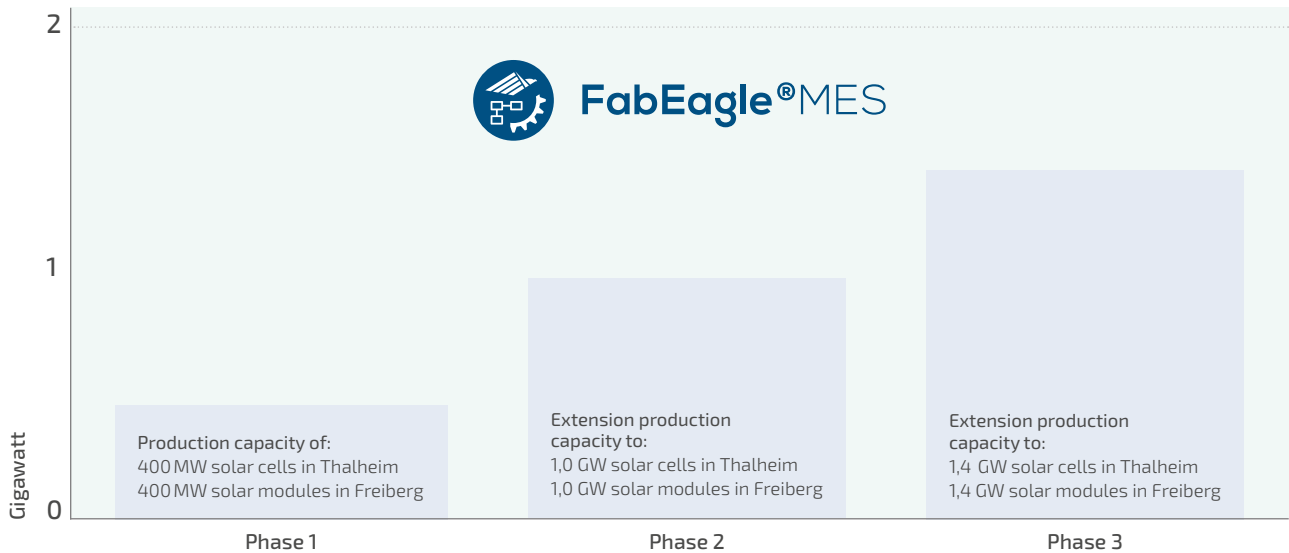 2
FabEagle®MES
1
Gigawatt
0
Production capacity of:
400 MW solar cells in Thalheim
400 MW solar modules in Freiberg
Extension production
capacity to:
1,0 GW solar cells in Thalheim
1,0 GW solar modules in Freiberg
Extension production
capacity to:
1,4 GW solar cells in Thalheim
1,4 GW solar modules in Freiberg
Phase 1
Phase 2
Phase 3